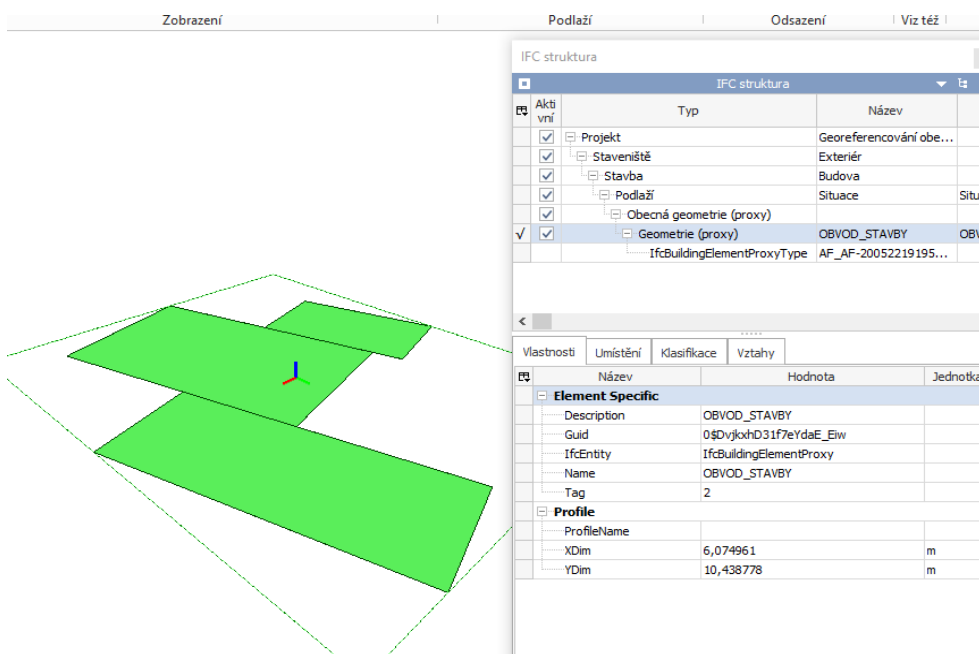 Zobrazení Podlaží Odsazení Viz též
IFC struktura
IFC struktura
Akti vní Typ Název
Projekt Georeferencování obe...
Staveniště Exteriér
Stavba Budova
Podlaží Situace Situ
Obecná geometrie (proxy)
√ Geometrie (proxy) OBVOD_STAVBY OBV
IfcBuildingElementProxyType AF_AF-20052219195...
Vlastnosti Umístění Klasifikace Vztahy
Název Hodnota Jednotka
Element Specific
Description OBVOD_STAVBY
Guid 0$DvjkxhD31f7eYdaE_Eiw
IfcEntity IfcBuildingElementProxy
Name OBVOD_STAVBY
Tag 2
Profile
ProfileName
XDim 6,074961 m
YDim 10,438778 m